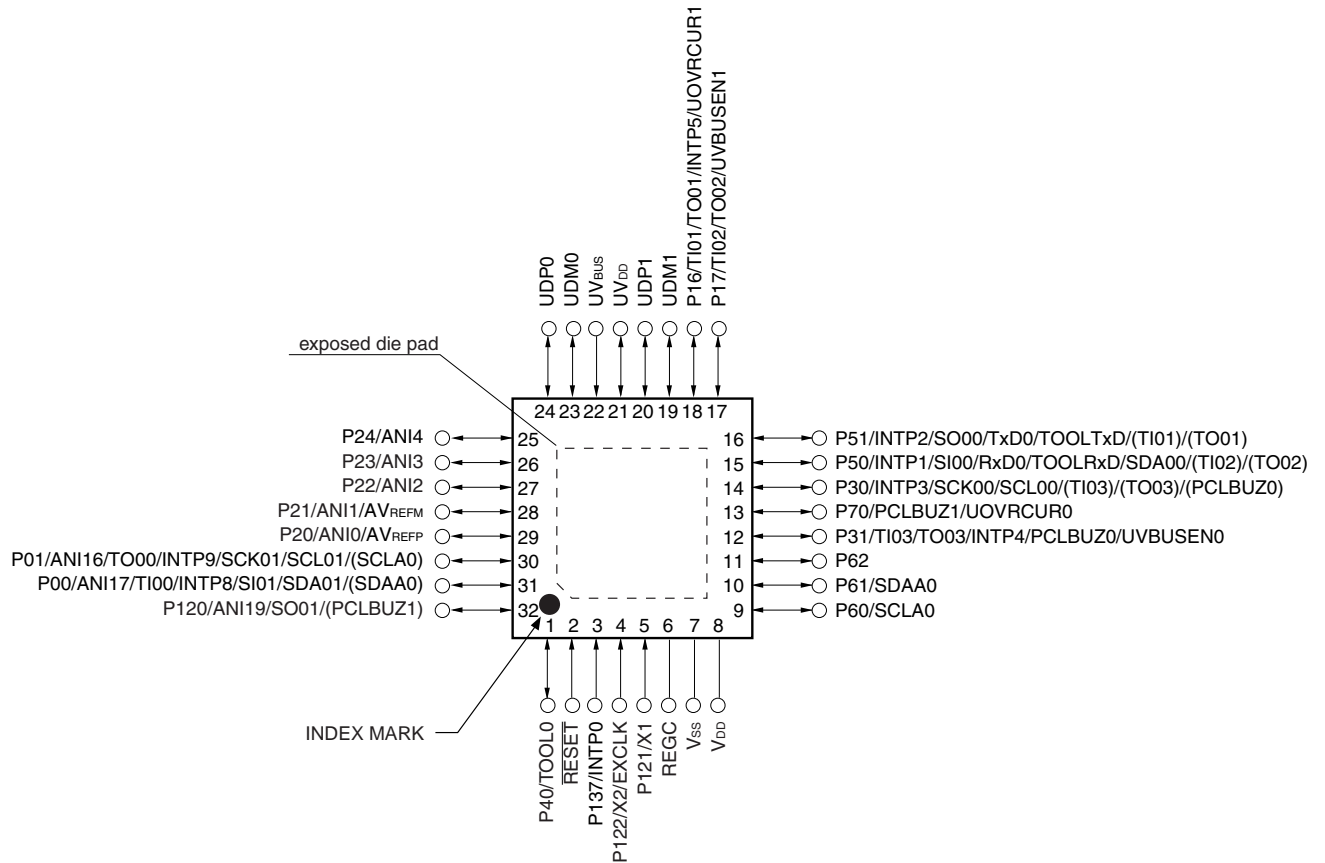 P16/TI01/TO01/INTP5/UOVRCUR1
P17/TI02/TO02/UVBUSEN1
UDP0
UDM0
UVBUS
UVDD
UDP1
UDM1
exposed die pad
24 23 22 21 20 19 18 17
P24/ANI4
25
16
P51/INTP2/SO00/TxD0/TOOLTxD/(TI01)/(TO01)
P23/ANI3
26
15
P50/INTP1/SI00/RxD0/TOOLRxD/SDA00/(TI02)/(TO02)
P22/ANI2
27
14
P30/INTP3/SCK00/SCL00/(TI03)/(TO03)/(PCLBUZ0)
P21/ANI1/AVREFM
28
13
P70/PCLBUZ1/UOVRCUR0
P20/ANI0/AVREFP
29
12
P31/TI03/TO03/INTP4/PCLBUZ0/UVBUSEN0
P01/ANI16/TO00/INTP9/SCK01/SCL01/(SCLA0)
30
11
P62
P00/ANI17/TI00/INTP8/SI01/SDA01/(SDAA0)
31
10
P61/SDAA0
P120/ANI19/SO01/(PCLBUZ1)
32
9
P60/SCLA0
1 2 3 4 5 6 7 8
INDEX MARK
P40/TOOL0
RESET
P137/INTP0
P122/X2/EXCLK
P121/X1
REGC
VSS
VDD